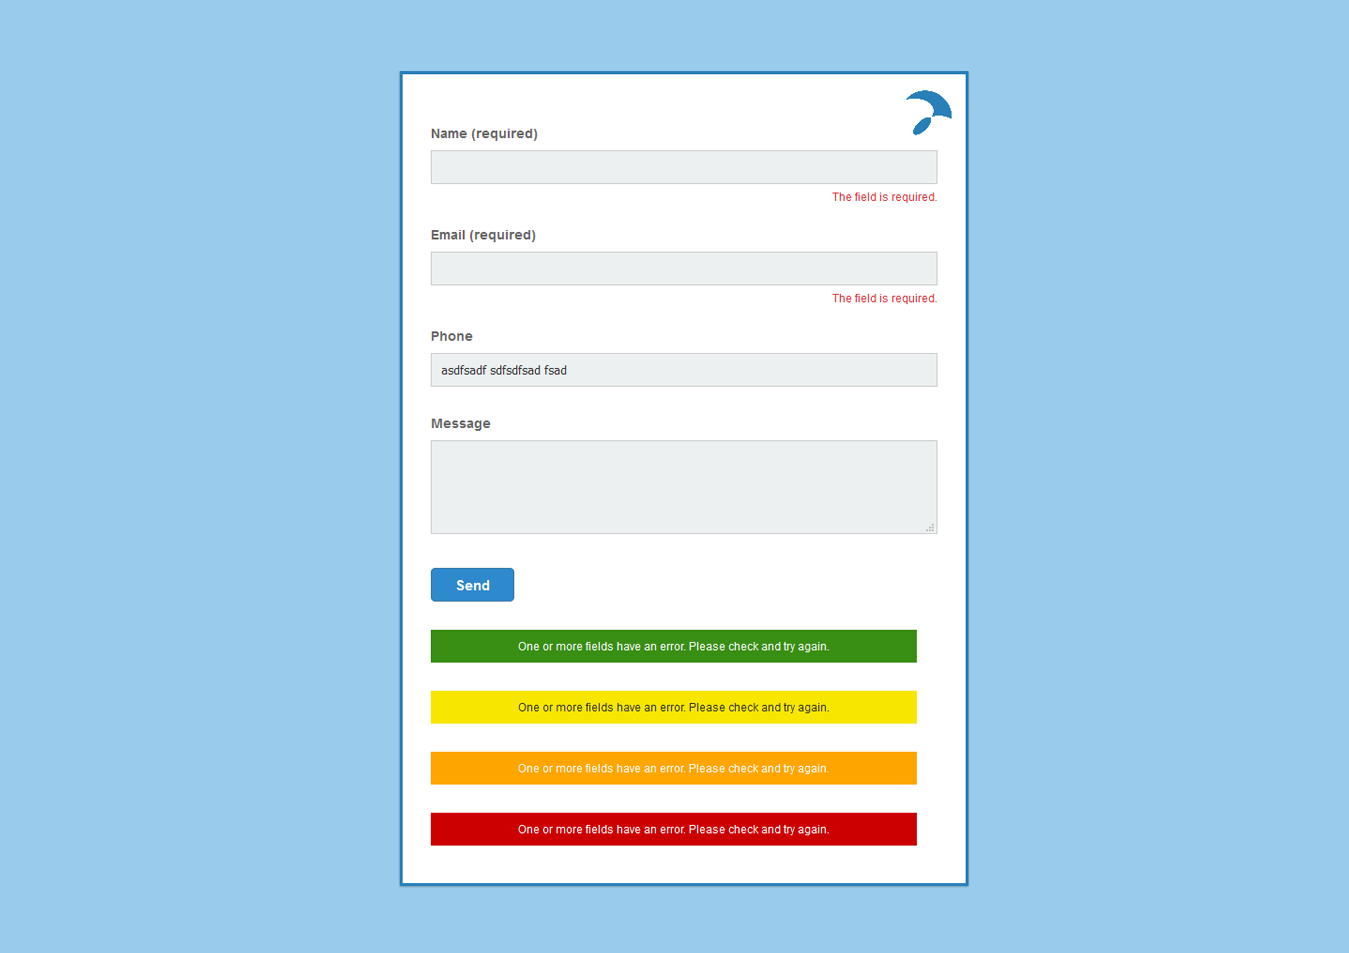 Name (required)
The field is required.
Email (required)
The field is required.
Phone
asdfsadf sdfsdfsad fsad
Message
Send
One or more fields have an error. Please check and try again.
One or more fields have an error. Please check and try again.
One or more fields have an error. Please check and try again.
One or more fields have an error. Please check and try again.